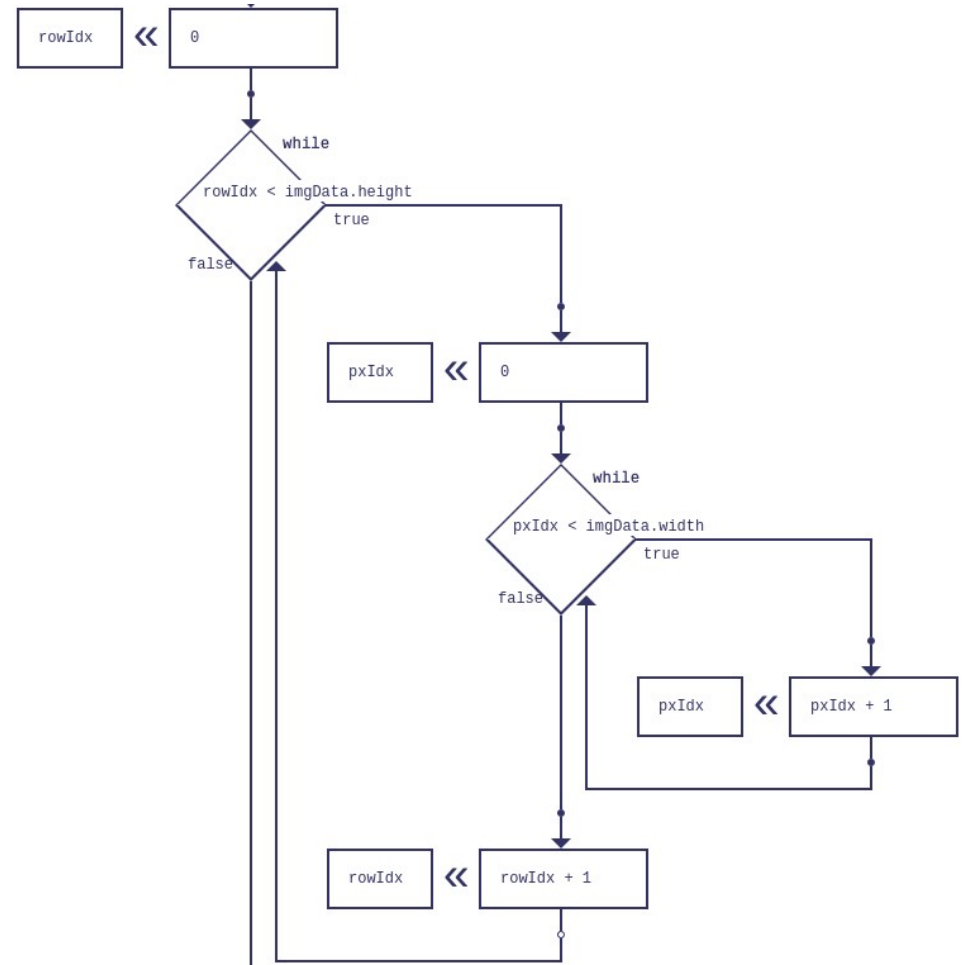 rowIdx « 0
while
rowIdx < imgData.height
true
false
pxIdx « 0
while
pxIdx < imgData.width
true
false
pxIdx « pxIdx + 1
rowIdx « rowIdx + 1